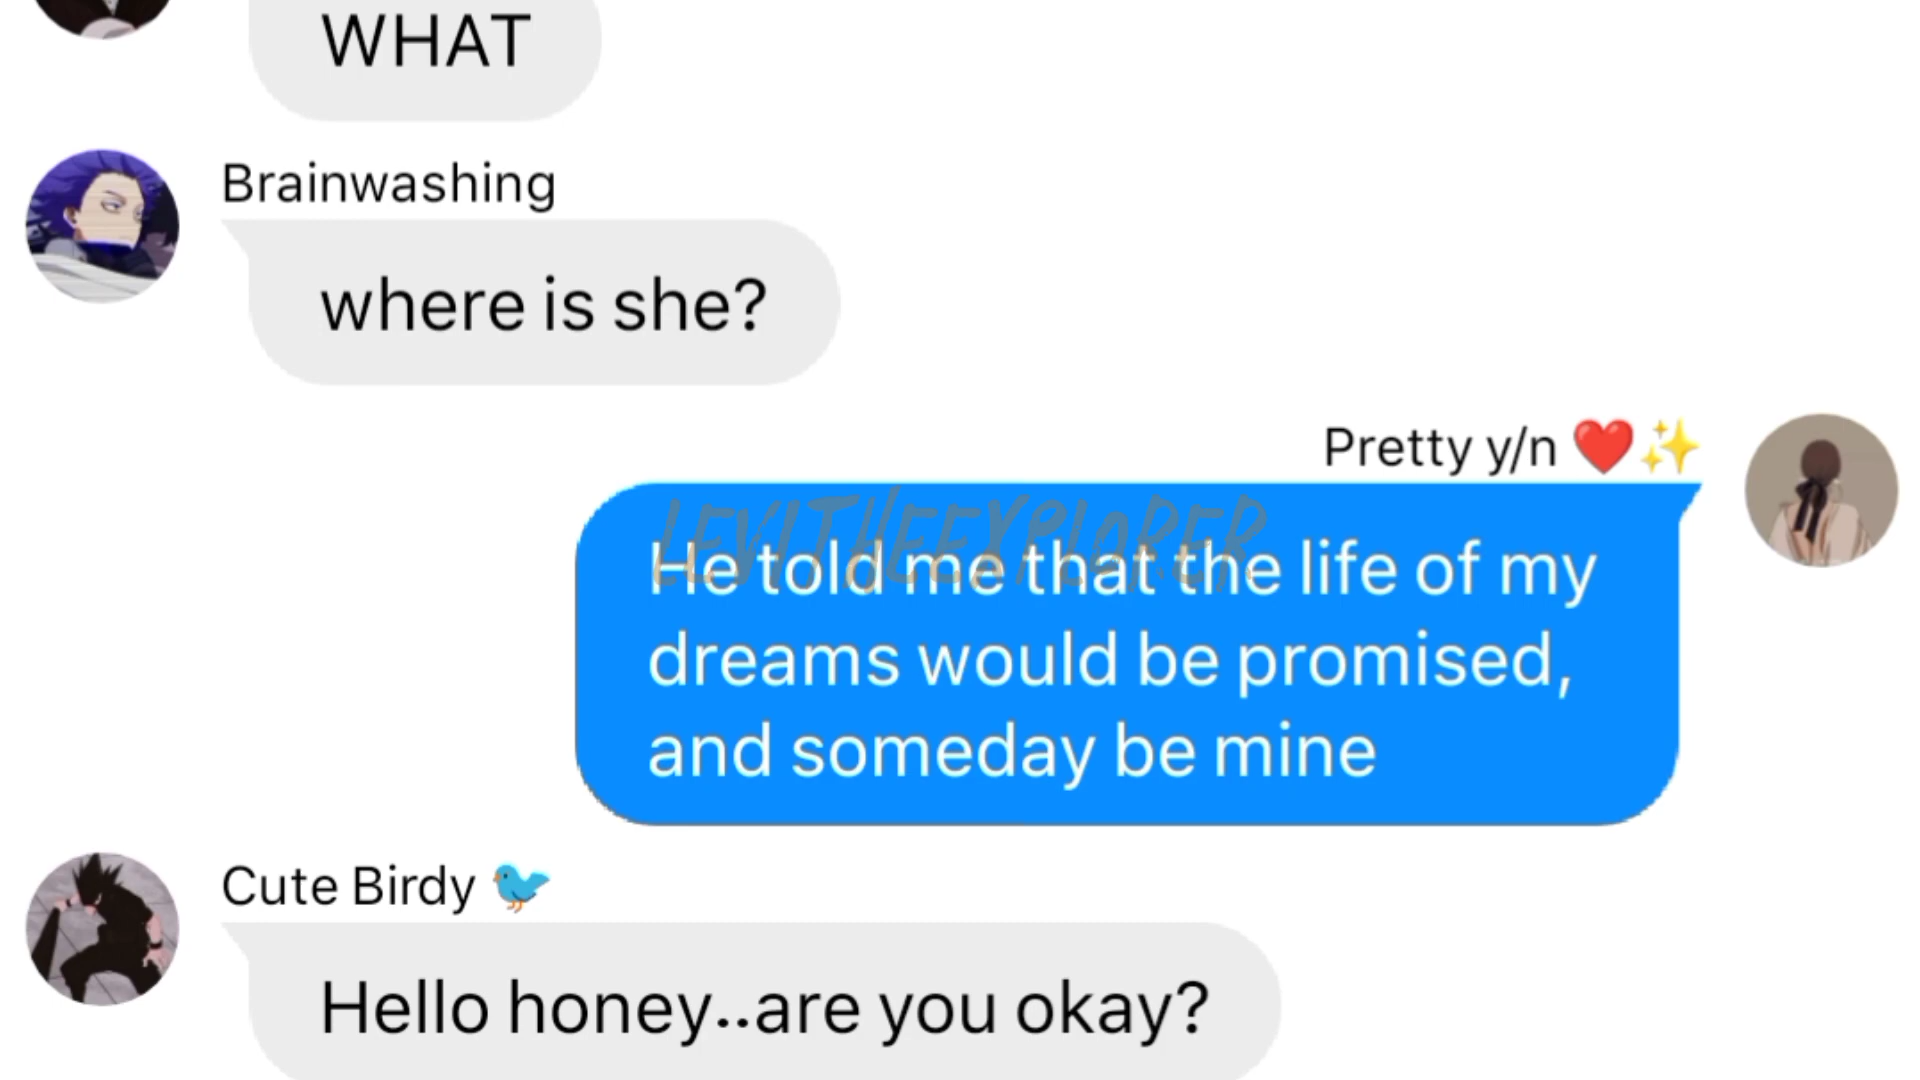 WHAT
Brainwashing
where is she?
Pretty y/n ❤️✨
LEVITHEEXPLORER
He told me that the life of my
dreams would be promised,
and someday be mine
Cute Birdy 🐦
Hello honey..are you okay?